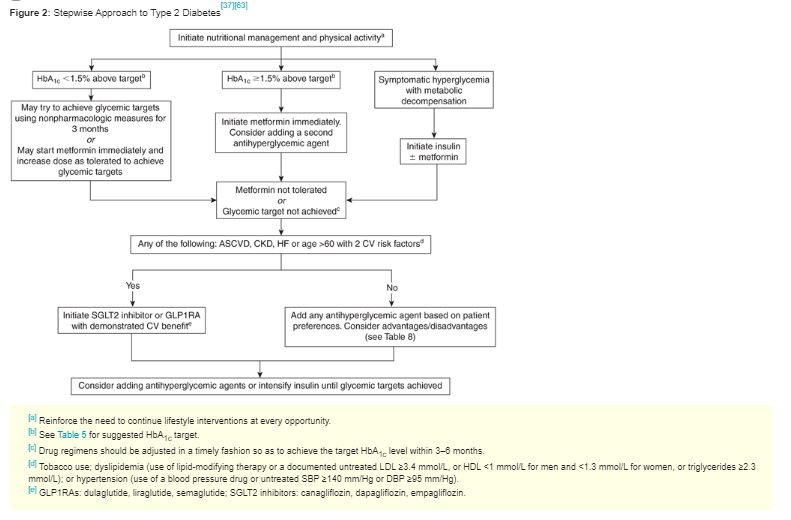 Figure 2: Stepwise Approach to Type 2 Diabetes[37][63]
Initiate nutritional management and physical activityª
HbA1c <1.5% above targetᵇ
HbA1c ≥1.5% above targetᵇ
Symptomatic hyperglycemia
with metabolic
decompensation
May try to achieve glycemic targets
using nonpharmacologic measures for
3 months
or
May start metformin immediately and
increase dose as tolerated to achieve
glycemic targets
Initiate metformin immediately.
Consider adding a second
antihyperglycemic agent
Initiate insulin
± metformin
Metformin not tolerated
or
Glycemic target not achievedᶜ
Any of the following: ASCVD, CKD, HF or age >60 with 2 CV risk factorsᵈ
Yes
No
Initiate SGLT2 inhibitor or GLP1RA
with demonstrated CV benefitᵉ
Add any antihyperglycemic agent based on patient
preferences. Consider advantages/disadvantages
(see Table 8)
Consider adding antihyperglycemic agents or intensify insulin until glycemic targets achieved
[a] Reinforce the need to continue lifestyle interventions at every opportunity.
[b] See Table 5 for suggested HbA1c target.
[c] Drug regimens should be adjusted in a timely fashion so as to achieve the target HbA1c level within 3–6 months.
[d] Tobacco use; dyslipidemia (use of lipid-modifying therapy or a documented untreated LDL ≥3.4 mmol/L, or HDL <1 mmol/L for men and <1.3 mmol/L for women, or triglycerides ≥2.3
mmol/L); or hypertension (use of a blood pressure drug or untreated SBP ≥140 mm/Hg or DBP ≥95 mm/Hg).
[e] GLP1RAs: dulaglutide, liraglutide, semaglutide; SGLT2 inhibitors: canagliflozin, dapagliflozin, empagliflozin.